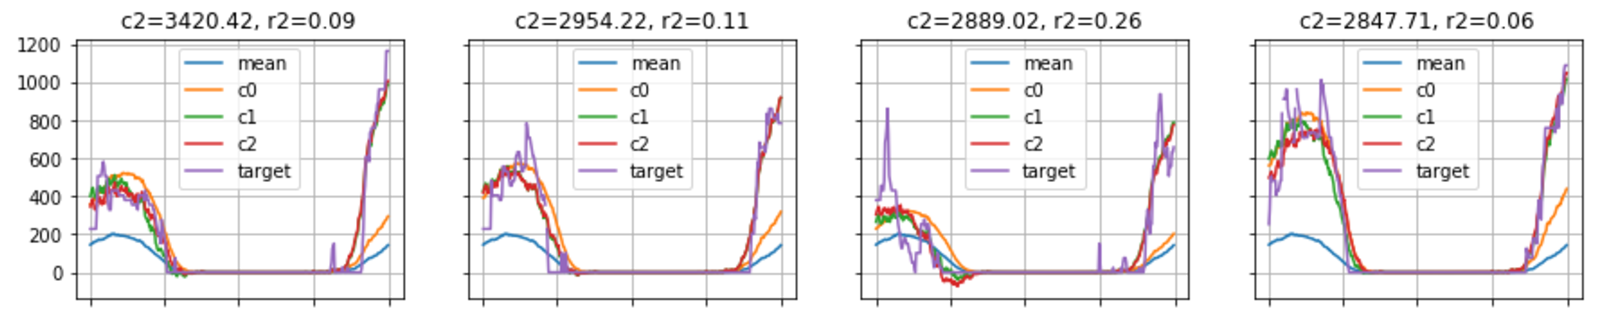 c2=3420.42, r2=0.09
c2=2954.22, r2=0.11
c2=2889.02, r2=0.26
c2=2847.71, r2=0.06
1200
1000
800
600
400
200
0
mean
c0
c1
c2
target
mean
c0
c1
c2
target
mean
c0
c1
c2
target
mean
c0
c1
c2
target